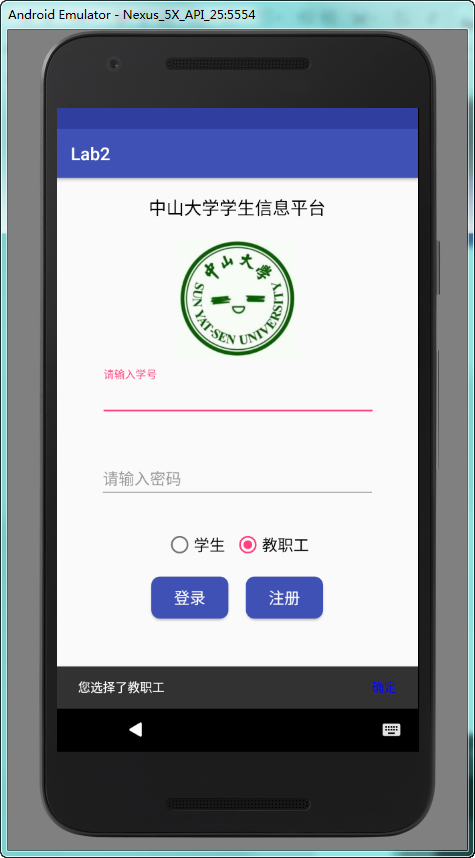 Android Emulator - Nexus_5X_API_25:5554
Lab2
中山大学学生信息平台
中山大学
SUN YAT-SEN UNIVERSITY
请输入学号
请输入密码
学生 教职工
登录 注册
您选择了教职工 确定